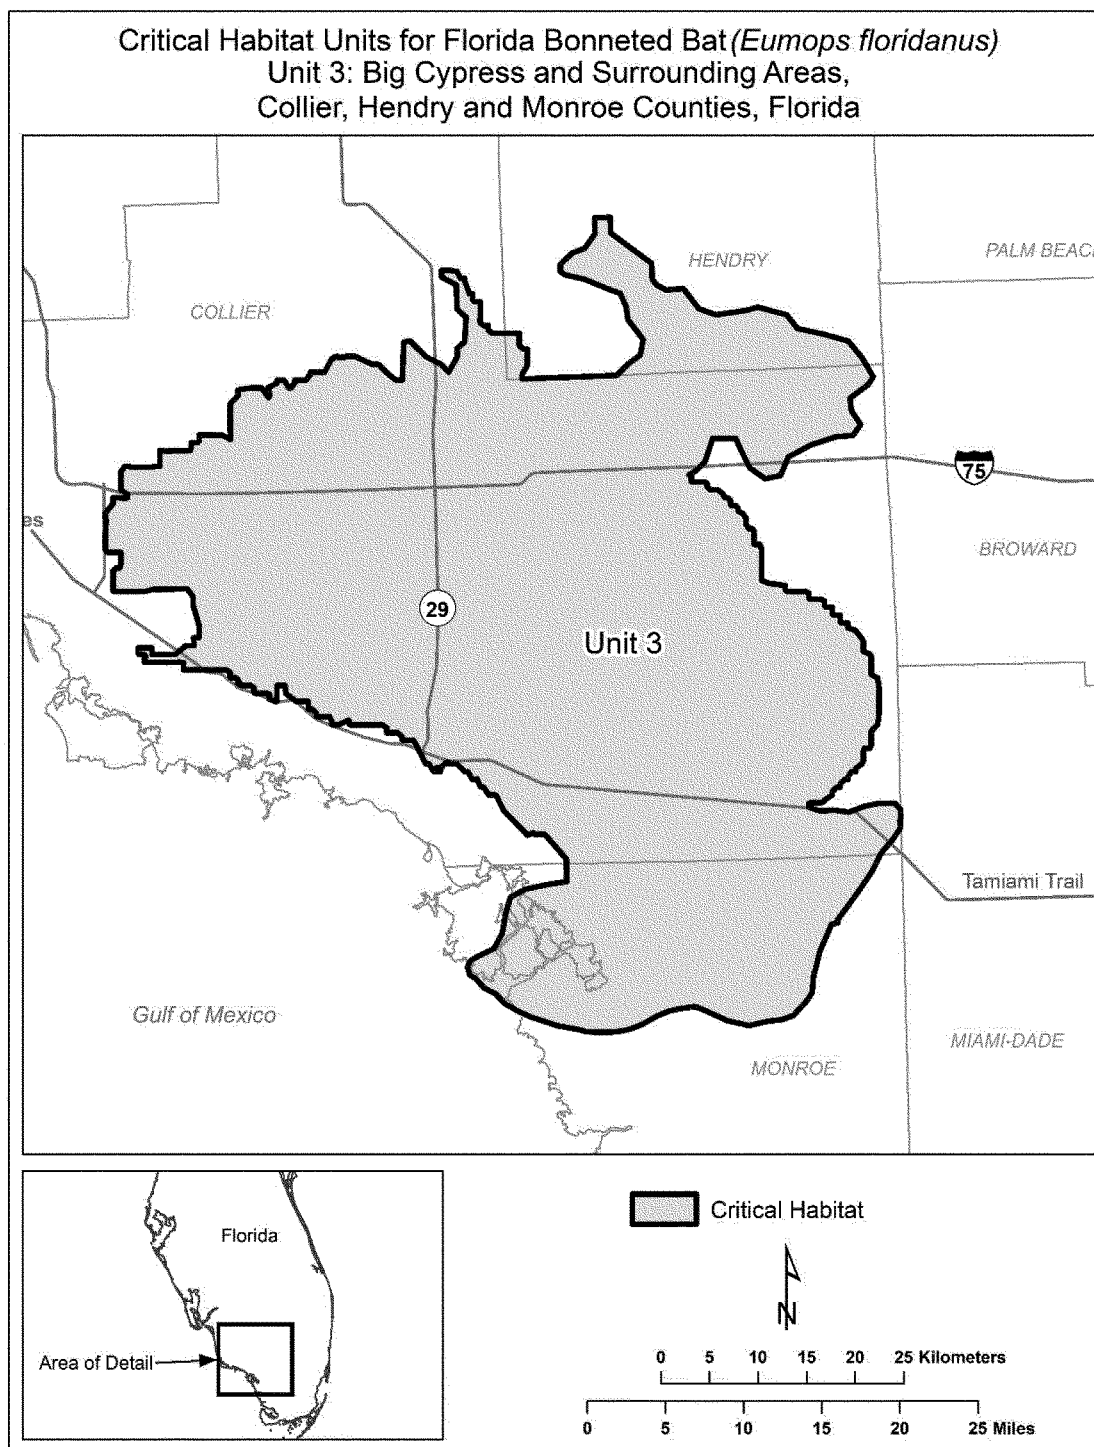 Critical Habitat Units for Florida Bonneted Bat (Eumops floridanus)
Unit 3: Big Cypress and Surrounding Areas,
Collier, Hendry and Monroe Counties, Florida
HENDRY
PALM BEAC
COLLIER
75
es
BROWARD
29
Unit 3
Tamiami Trail
Gulf of Mexico
MIAMI-DADE
MONROE
Florida
Area of Detail
Critical Habitat
N
0 5 10 13 20 25 Kilometers
0 5 10 15 20 25 Miles